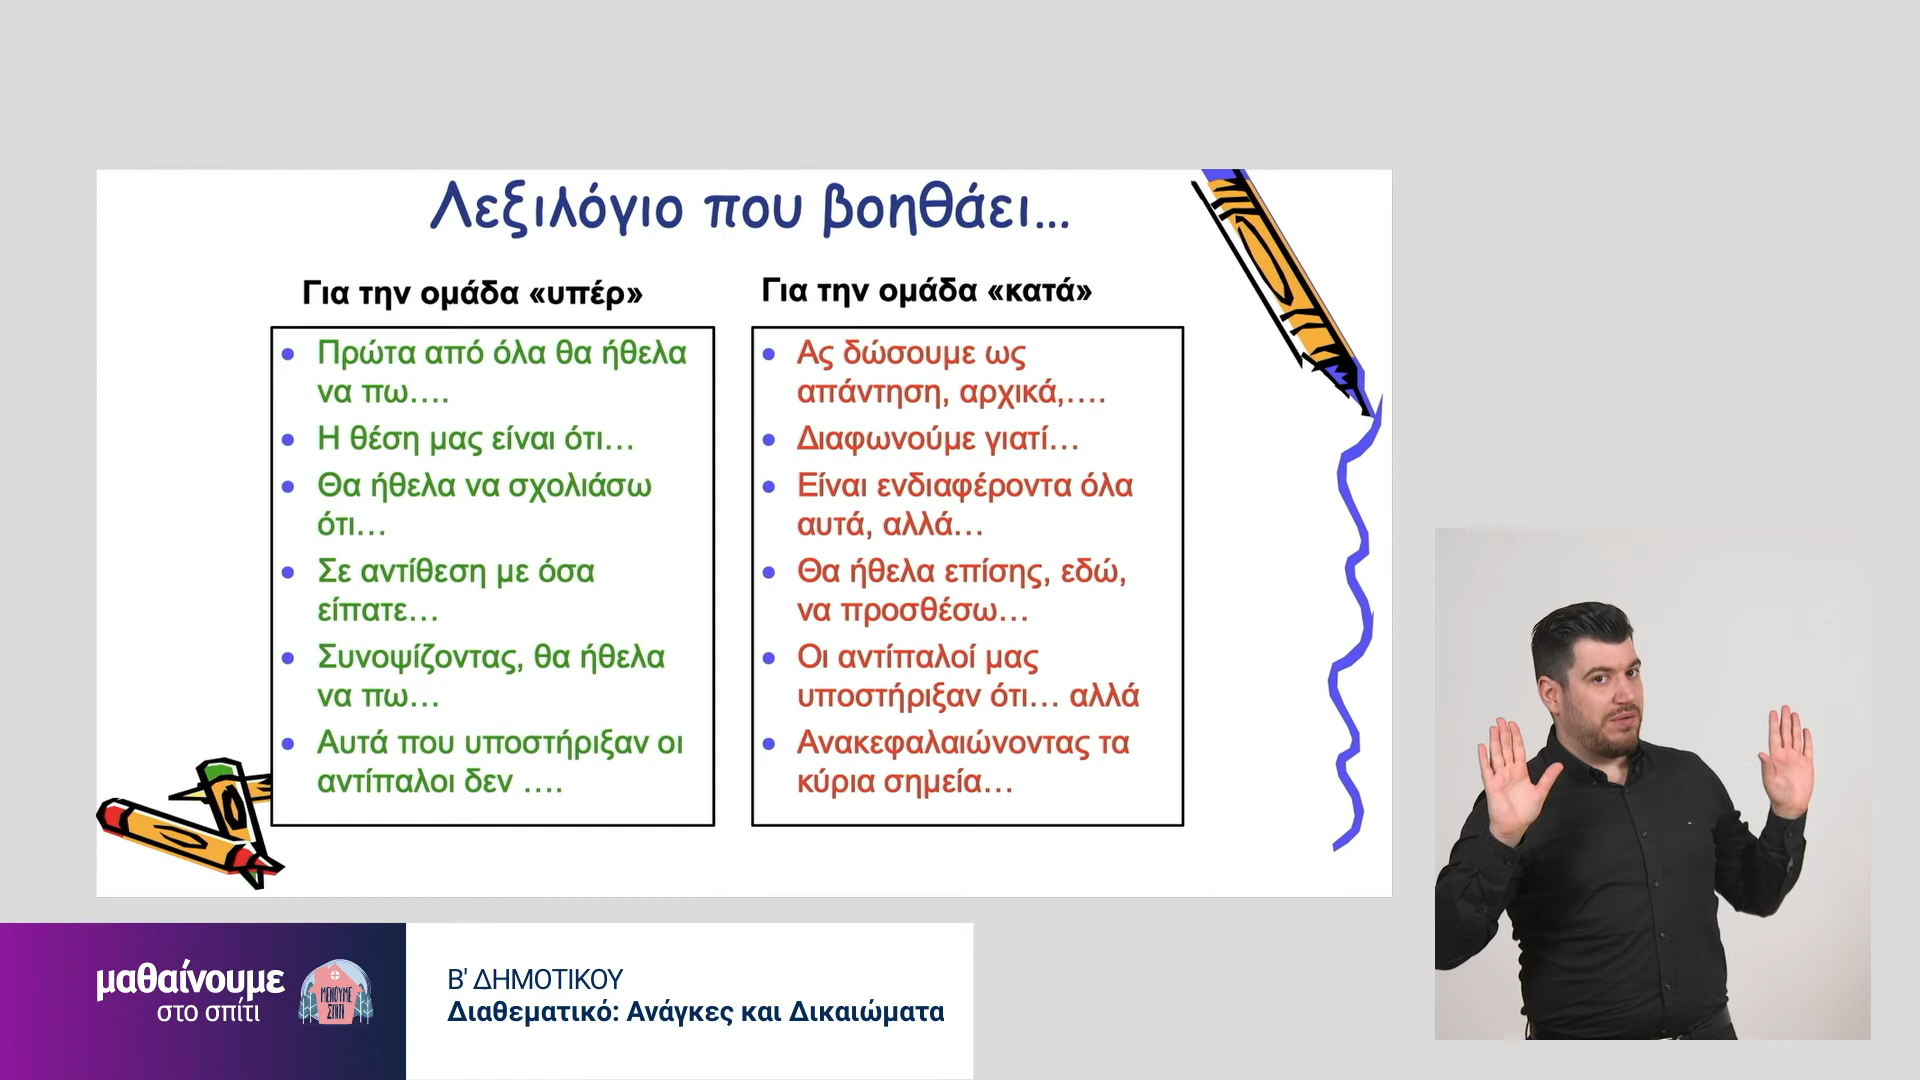 Λεξιλόγιο που βοηθάει...
Για την ομάδα «υπέρ»
Πρώτα από όλα θα ήθελα
να πω….
Η θέση μας είναι ότι…
Θα ήθελα να σχολιάσω
ότι…
Σε αντίθεση με όσα
είπατε…
Συνοψίζοντας, θα ήθελα
να πω…
Αυτά που υποστήριξαν οι
αντίπαλοι δεν ….
Για την ομάδα «κατά»
Ας δώσουμε ως
απάντηση, αρχικά,….
Διαφωνούμε γιατί…
Είναι ενδιαφέροντα όλα
αυτά, αλλά…
Θα ήθελα επίσης, εδώ,
να προσθέσω…
Οι αντίπαλοί μας
υποστήριξαν ότι… αλλά
Ανακεφαλαιώνοντας τα
κύρια σημεία…
μαθαίνουμε
στο σπίτι
ΜΕΝΟΥΜΕ
ΣΠΙΤΙ
Β' ΔΗΜΟΤΙΚΟΥ
Διαθεματικό: Ανάγκες και Δικαιώματα